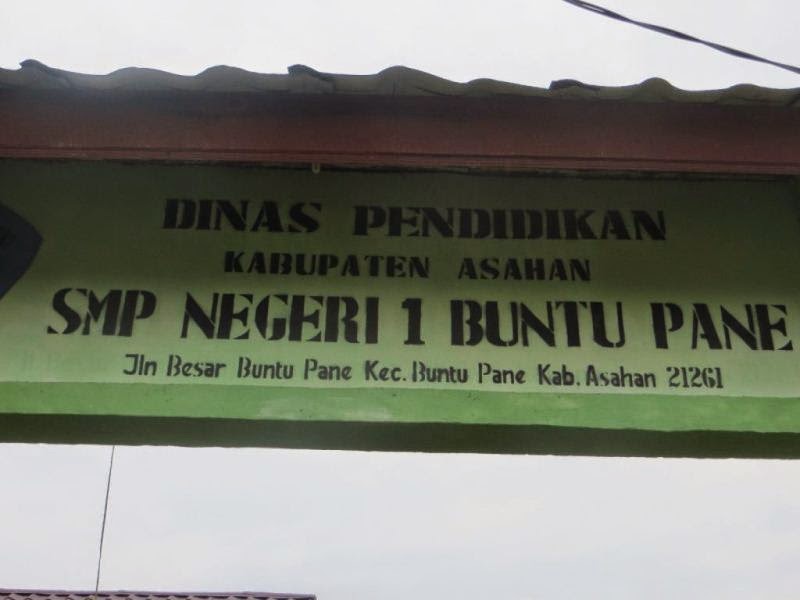 DINAS PENDIDIKAN
KABUPATEN ASAHAN
SMP NEGERI 1 BUNTU PANE
Jln Besar Buntu Pane Kec. Buntu Pane Kab. Asahan 21261